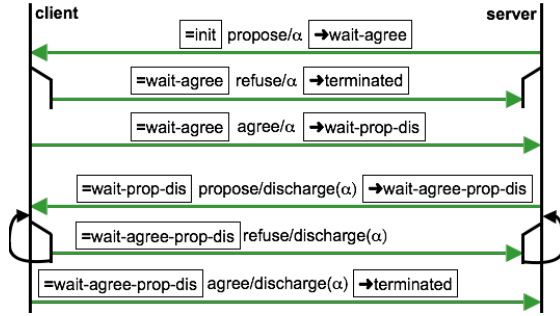 client server
=init propose/α ➔wait-agree
=wait-agree refuse/α ➔terminated
=wait-agree agree/α ➔wait-prop-dis
=wait-prop-dis propose/discharge(α) ➔wait-agree-prop-dis
=wait-agree-prop-dis refuse/discharge(α)
=wait-agree-prop-dis agree/discharge(α) ➔terminated